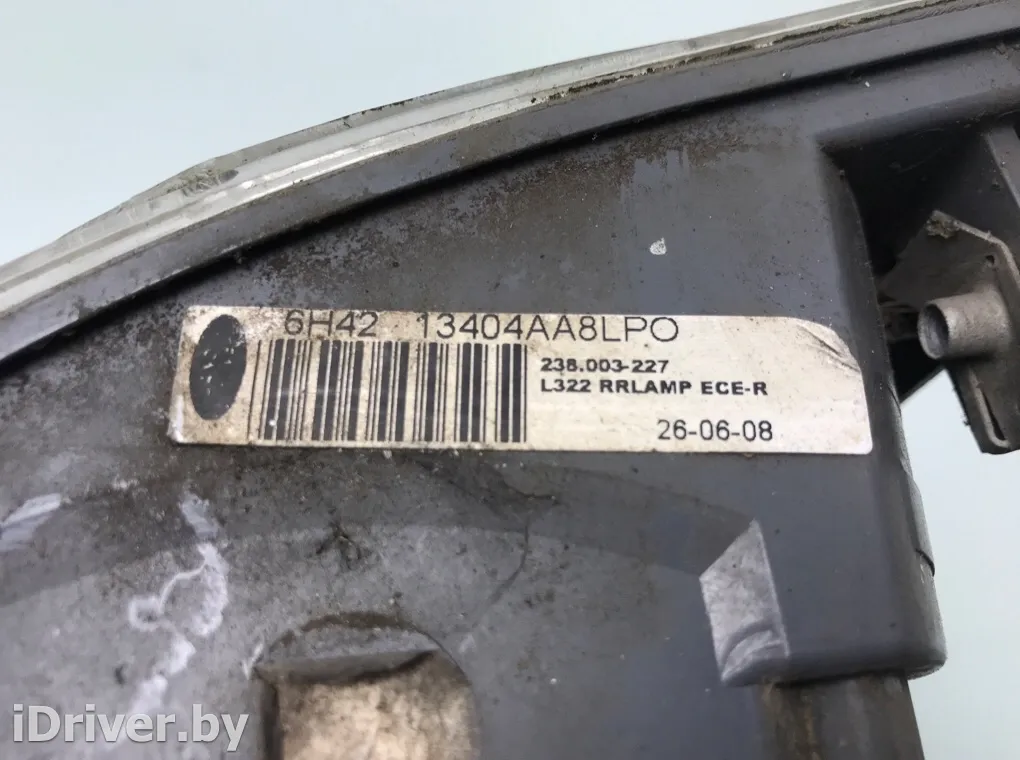 6H42 13404AA8LPO
238.003-227
L322 RRLAMP ECE-R
26-06-08
iDriver.by